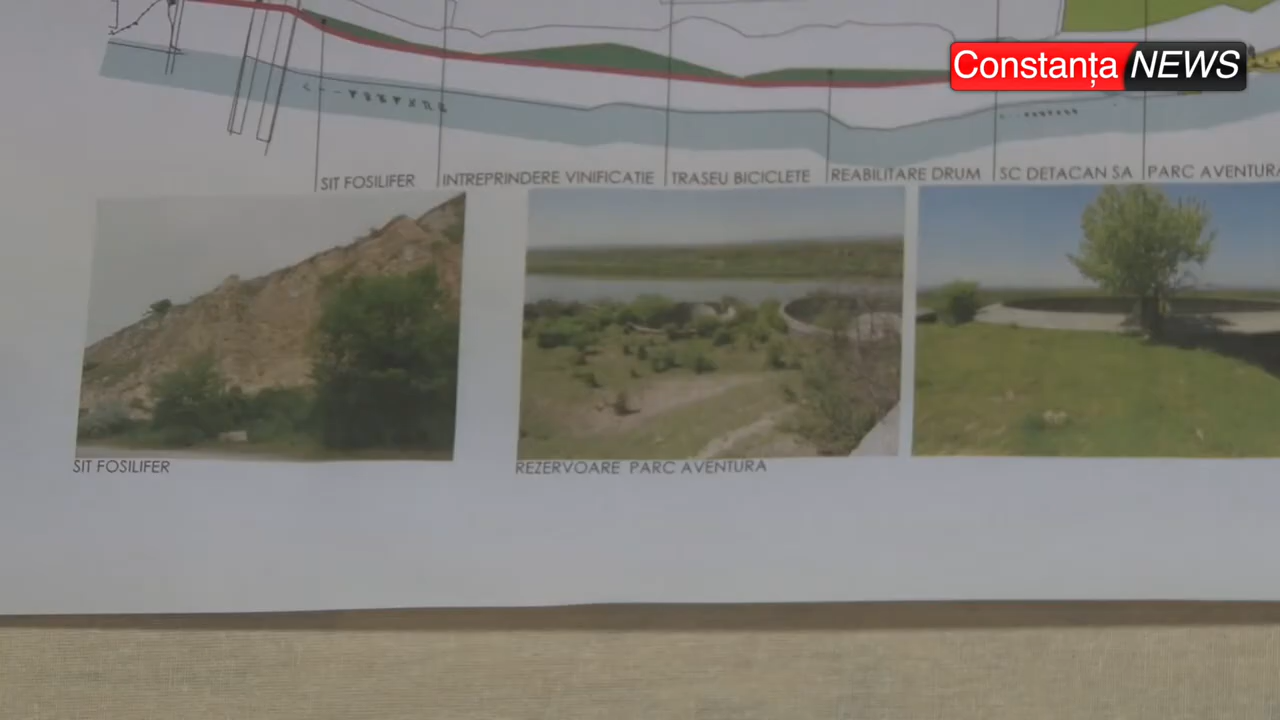 Constanța NEWS
SIT FOSILIFER
INTREPRINDERE VINIFICATIE
TRASEU BICICLETE
REABILITARE DRUM
SC DETACAN SA
PARC AVENTURA
SIT FOSILIFER
REZERVOARE PARC AVENTURA